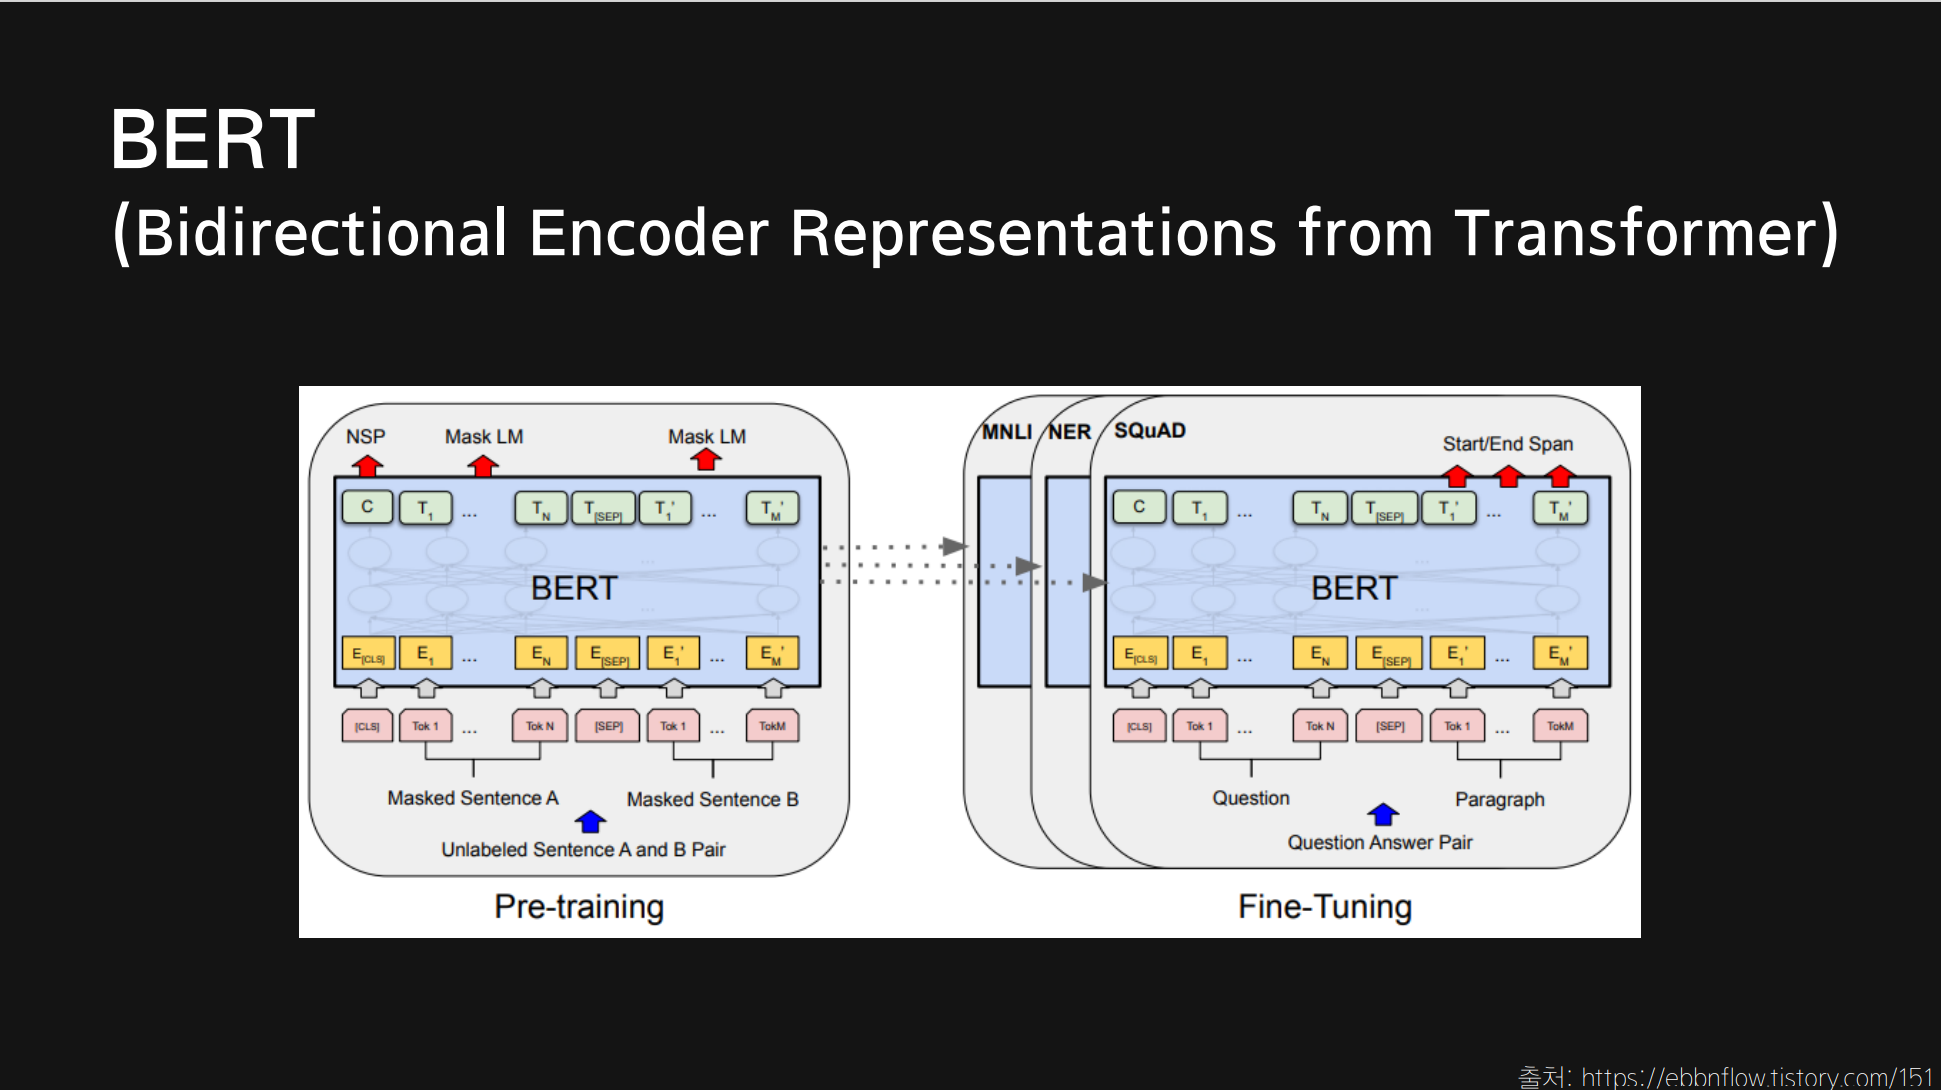 BERT
(Bidirectional Encoder Representations from Transformer)
NSP Mask LM Mask LM
C T1 ... TN T[SEP] T1' ... TM'
BERT
E[CLS] E1 ... EN E[SEP] E1' ... EM'
[CLS] Tok 1 ... Tok N [SEP] Tok 1 ... TokM
Masked Sentence A Masked Sentence B
Unlabeled Sentence A and B Pair
Pre-training
MNLI NER SQuAD
Start/End Span
C T1 ... TN T[SEP] T1' ... TM'
BERT
E[CLS] E1 ... EN E[SEP] E1' ... EM'
[CLS] Tok 1 ... Tok N [SEP] Tok 1 ... TokM
Question Paragraph
Question Answer Pair
Fine-Tuning
출처: https://ebbnflow.tistory.com/151